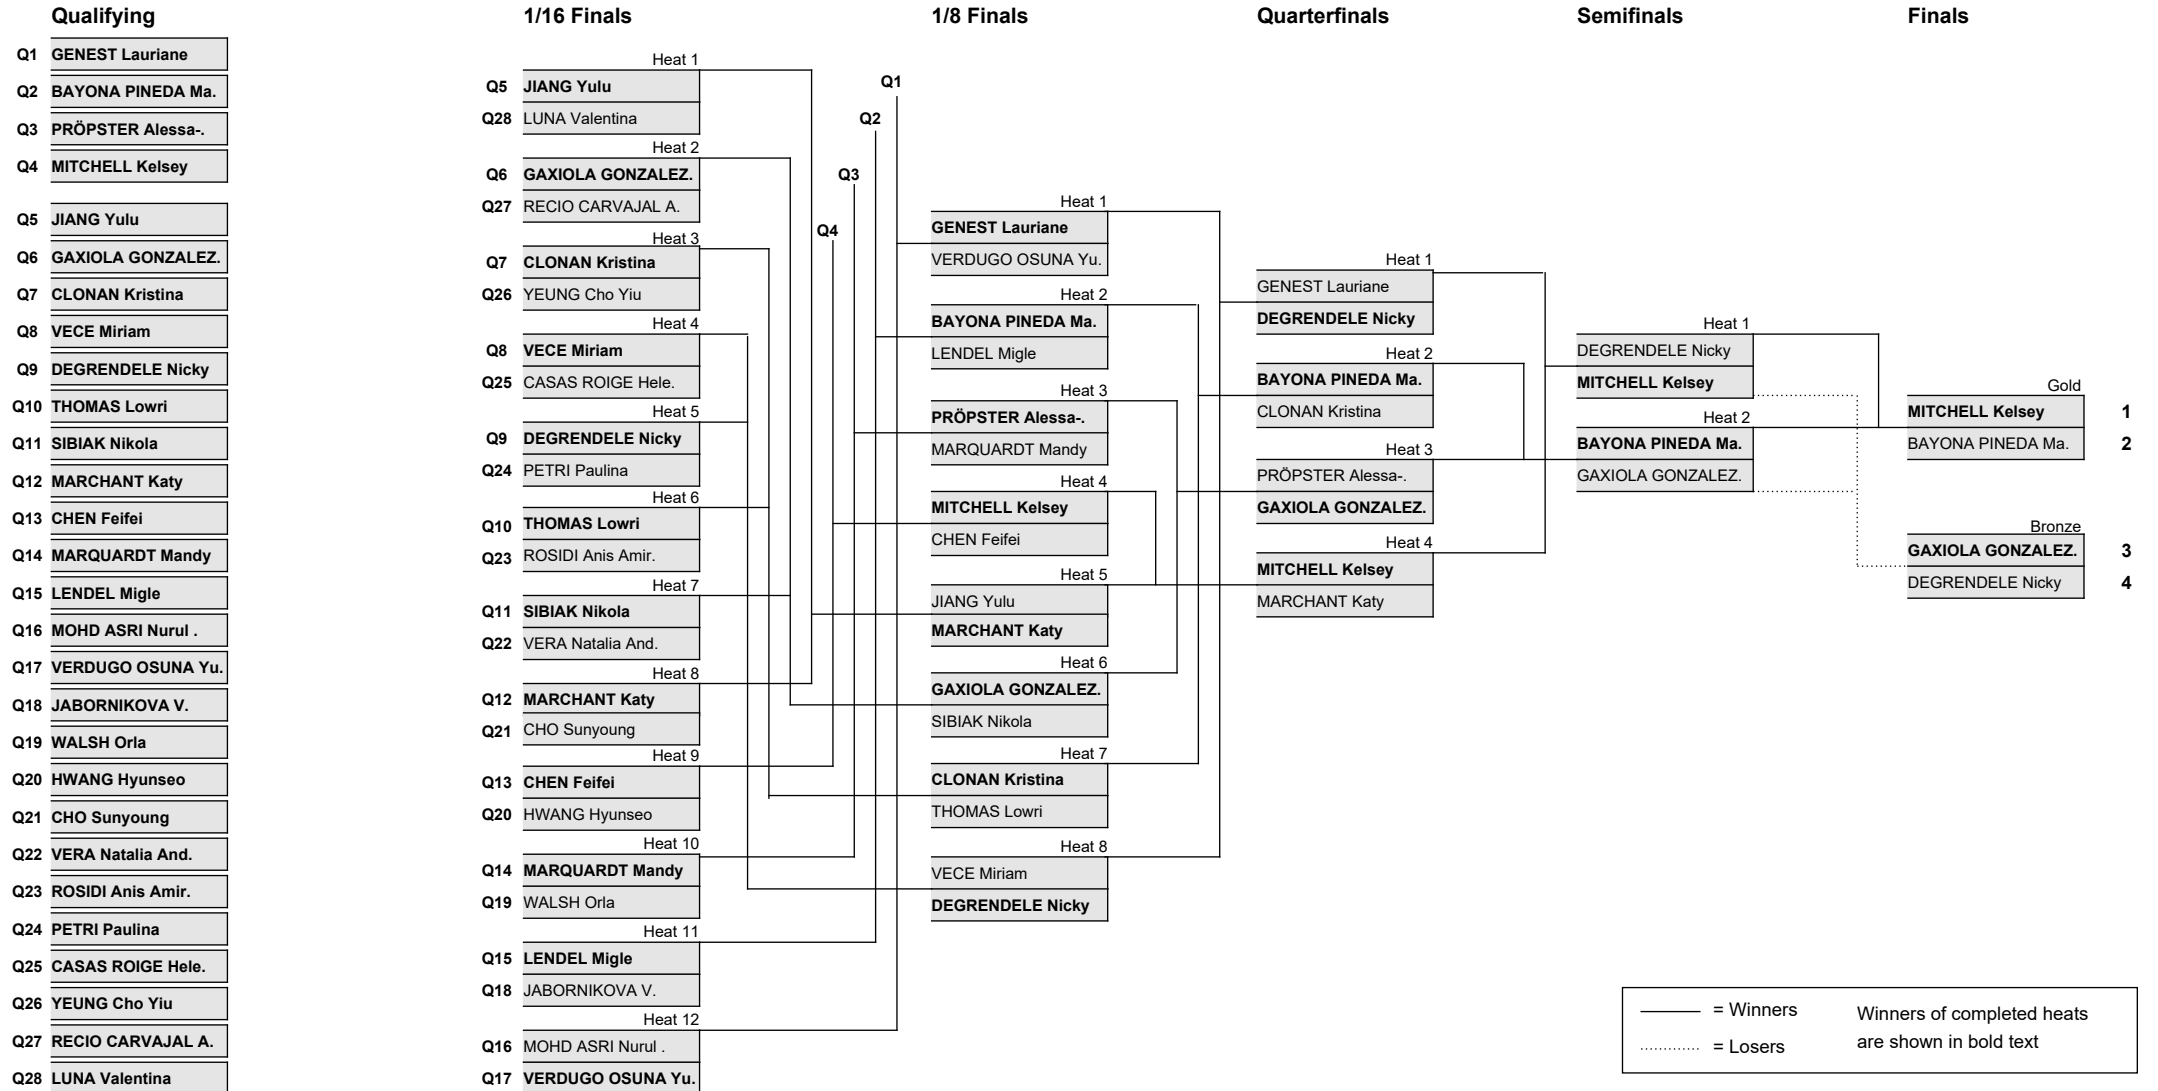 Qualifying
Q1 GENEST Lauriane
Q2 BAYONA PINEDA Ma.
Q3 PRÖPSTER Alessa-.
Q4 MITCHELL Kelsey
Q5 JIANG Yulu
Q6 GAXIOLA GONZALEZ.
Q7 CLONAN Kristina
Q8 VECE Miriam
Q9 DEGRENDELE Nicky
Q10 THOMAS Lowri
Q11 SIBIAK Nikola
Q12 MARCHANT Katy
Q13 CHEN Feifei
Q14 MARQUARDT Mandy
Q15 LENDEL Migle
Q16 MOHD ASRI Nurul .
Q17 VERDUGO OSUNA Yu.
Q18 JABORNIKOVA V.
Q19 WALSH Orla
Q20 HWANG Hyunseo
Q21 CHO Sunyoung
Q22 VERA Natalia And.
Q23 ROSIDI Anis Amir.
Q24 PETRI Paulina
Q25 CASAS ROIGE Hele.
Q26 YEUNG Cho Yiu
Q27 RECIO CARVAJAL A.
Q28 LUNA Valentina
1/16 Finals
Heat 1
Q5 JIANG Yulu
Q28 LUNA Valentina
Heat 2
Q6 GAXIOLA GONZALEZ.
Q27 RECIO CARVAJAL A.
Heat 3
Q7 CLONAN Kristina
Q26 YEUNG Cho Yiu
Heat 4
Q8 VECE Miriam
Q25 CASAS ROIGE Hele.
Heat 5
Q9 DEGRENDELE Nicky
Q24 PETRI Paulina
Heat 6
Q10 THOMAS Lowri
Q23 ROSIDI Anis Amir.
Heat 7
Q11 SIBIAK Nikola
Q22 VERA Natalia And.
Heat 8
Q12 MARCHANT Katy
Q21 CHO Sunyoung
Heat 9
Q13 CHEN Feifei
Q20 HWANG Hyunseo
Heat 10
Q14 MARQUARDT Mandy
Q19 WALSH Orla
Heat 11
Q15 LENDEL Migle
Q18 JABORNIKOVA V.
Heat 12
Q16 MOHD ASRI Nurul .
Q17 VERDUGO OSUNA Yu.
1/8 Finals
Q1
Q2
Q3
Q4
Heat 1
GENEST Lauriane
VERDUGO OSUNA Yu.
Heat 2
BAYONA PINEDA Ma.
LENDEL Migle
Heat 3
PRÖPSTER Alessa-.
MARQUARDT Mandy
Heat 4
MITCHELL Kelsey
CHEN Feifei
Heat 5
JIANG Yulu
MARCHANT Katy
Heat 6
GAXIOLA GONZALEZ.
SIBIAK Nikola
Heat 7
CLONAN Kristina
THOMAS Lowri
Heat 8
VECE Miriam
DEGRENDELE Nicky
Quarterfinals
Heat 1
GENEST Lauriane
DEGRENDELE Nicky
Heat 2
BAYONA PINEDA Ma.
CLONAN Kristina
Heat 3
PRÖPSTER Alessa-.
GAXIOLA GONZALEZ.
Heat 4
MITCHELL Kelsey
MARCHANT Katy
Semifinals
Heat 1
DEGRENDELE Nicky
MITCHELL Kelsey
Heat 2
BAYONA PINEDA Ma.
GAXIOLA GONZALEZ.
Finals
Gold
MITCHELL Kelsey 1
BAYONA PINEDA Ma. 2
Bronze
GAXIOLA GONZALEZ. 3
DEGRENDELE Nicky 4
= Winners
= Losers
Winners of completed heats
are shown in bold text